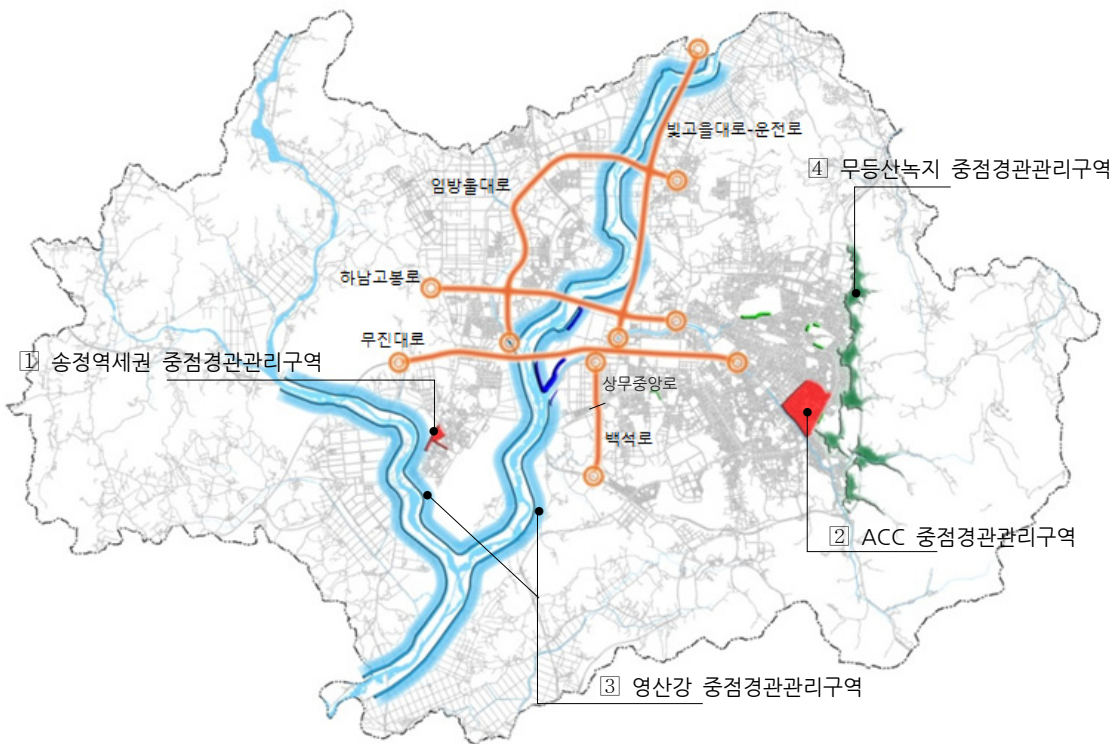 빛고을대로-운전로
4 무등산녹지 중점경관관리구역
임방울대로
하남고봉로
무진대로
1 송정역세권 중점경관관리구역
상무중앙로
백석로
2 ACC 중점경관관리구역
3 영산강 중점경관관리구역